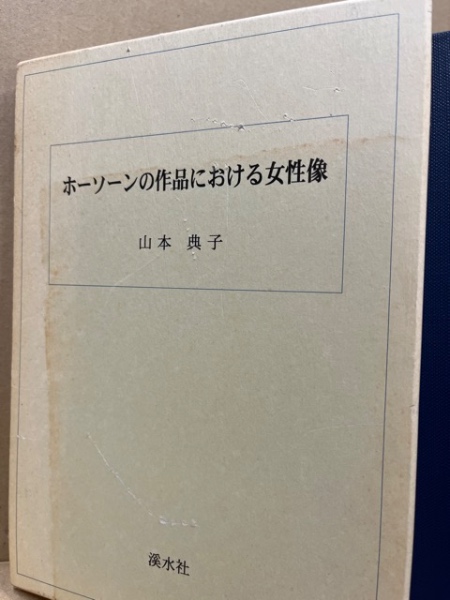 ホーソーンの作品における女性像
山本 典子
溪水社